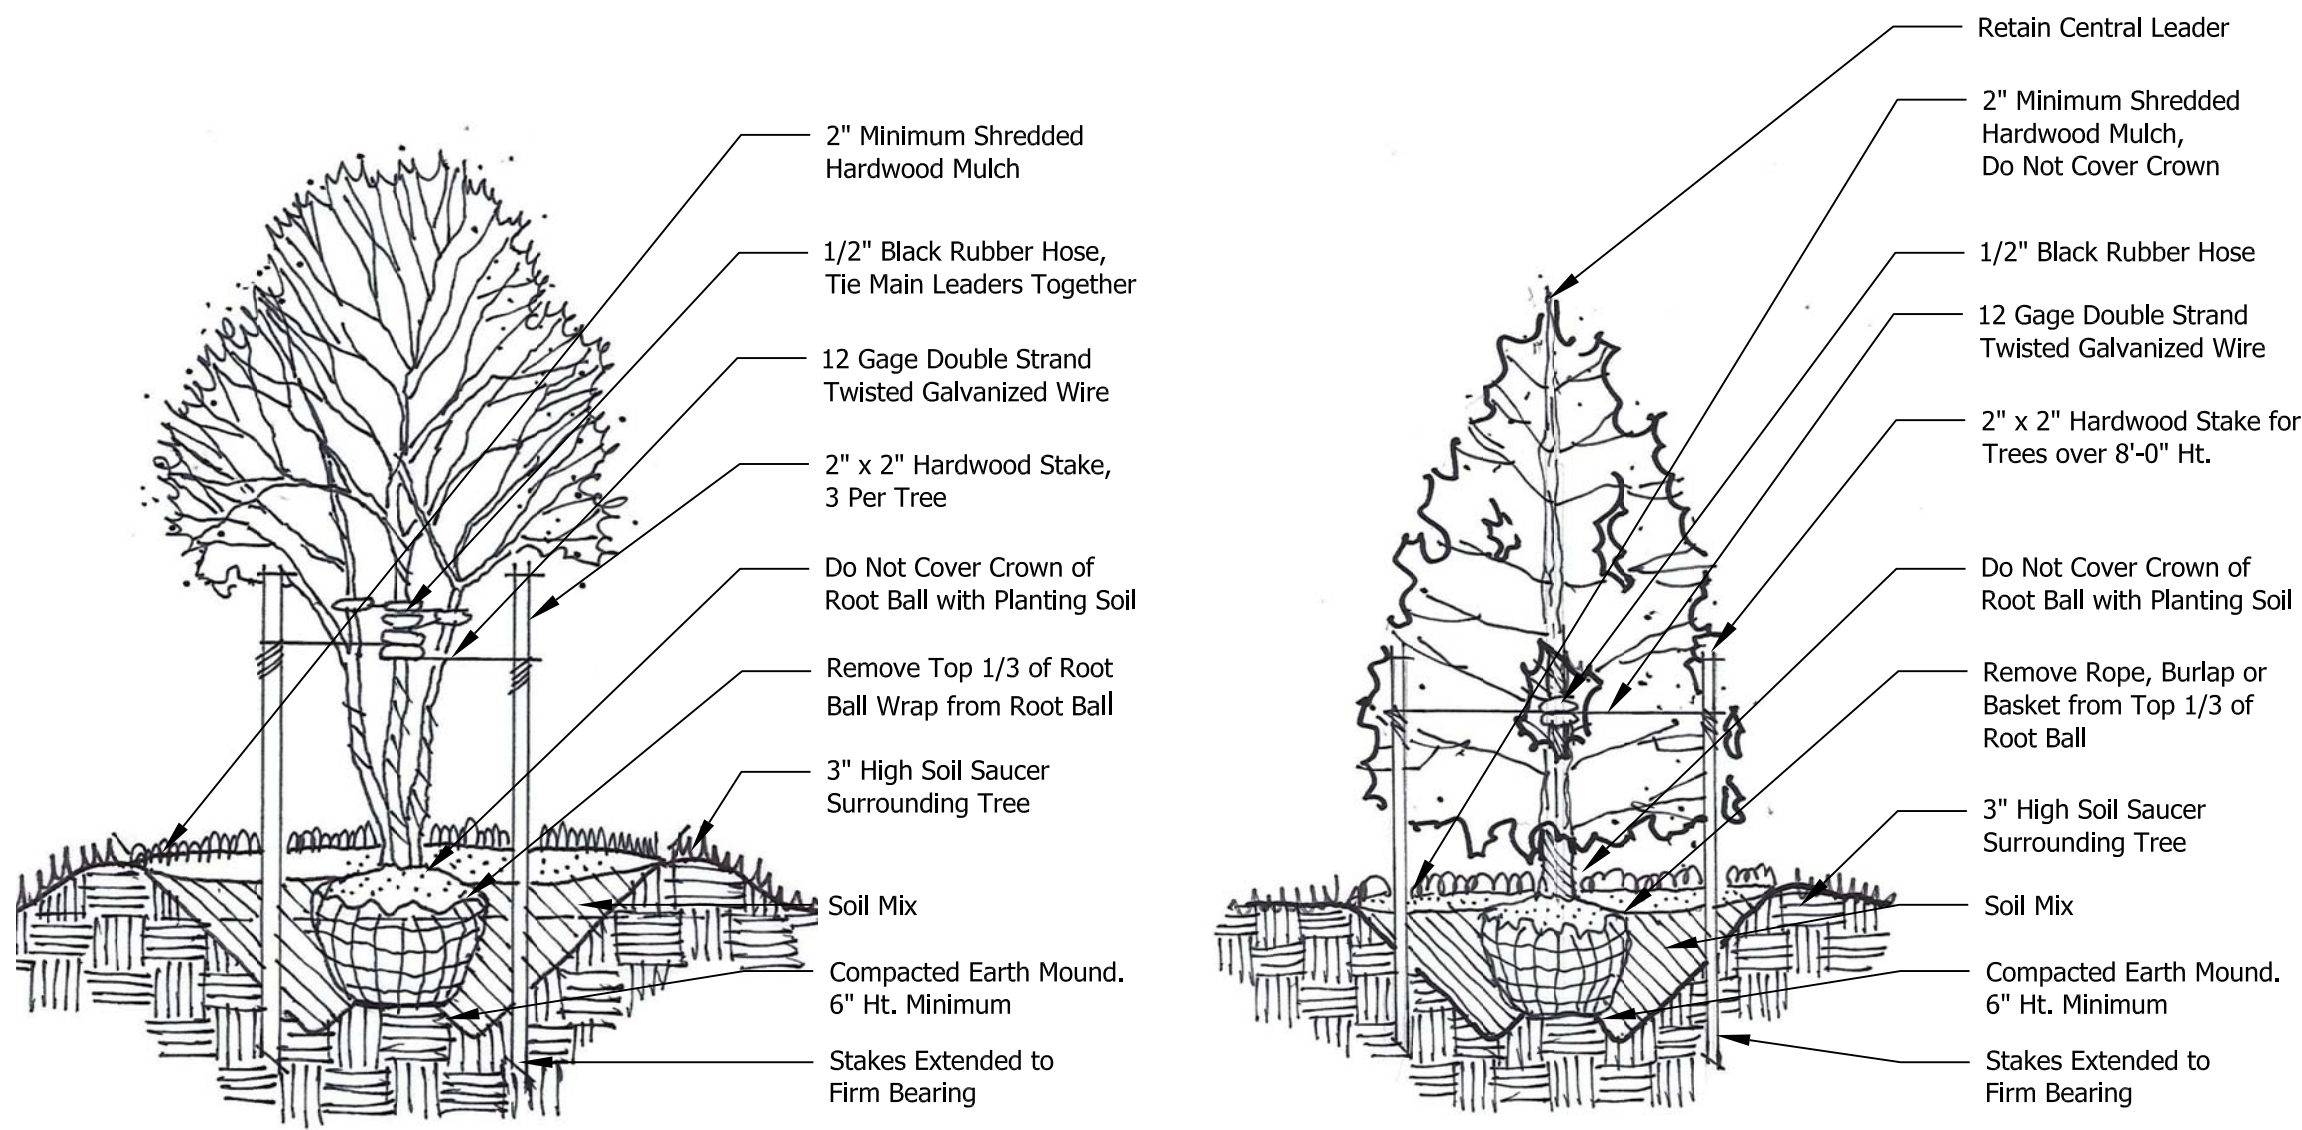 2" Minimum Shredded
Hardwood Mulch
1/2" Black Rubber Hose,
Tie Main Leaders Together
12 Gage Double Strand
Twisted Galvanized Wire
2" x 2" Hardwood Stake,
3 Per Tree
Do Not Cover Crown of
Root Ball with Planting Soil
Remove Top 1/3 of Root
Ball Wrap from Root Ball
3" High Soil Saucer
Surrounding Tree
Soil Mix
Compacted Earth Mound.
6" Ht. Minimum
Stakes Extended to
Firm Bearing
Retain Central Leader
2" Minimum Shredded
Hardwood Mulch,
Do Not Cover Crown
1/2" Black Rubber Hose
12 Gage Double Strand
Twisted Galvanized Wire
2" x 2" Hardwood Stake for
Trees over 8'-0" Ht.
Do Not Cover Crown of
Root Ball with Planting Soil
Remove Rope, Burlap or
Basket from Top 1/3 of
Root Ball
3" High Soil Saucer
Surrounding Tree
Soil Mix
Compacted Earth Mound.
6" Ht. Minimum
Stakes Extended to
Firm Bearing